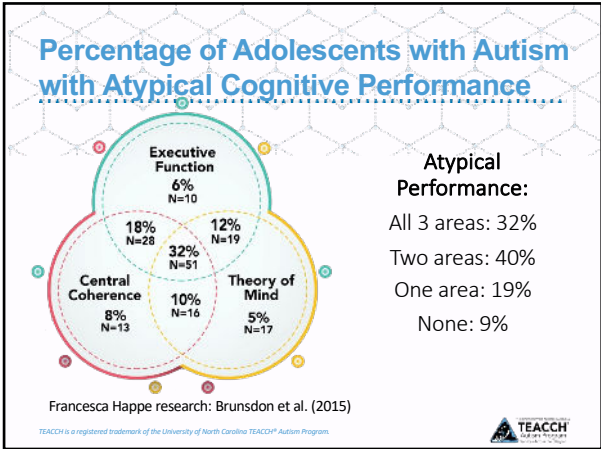 Percentage of Adolescents with Autism
with Atypical Cognitive Performance
Executive
Function
6%
N=10
18%
N=28
12%
N=19
32%
N=51
Central
Coherence
8%
N=13
10%
N=16
Theory of
Mind
5%
N=17
Atypical
Performance:
All 3 areas: 32%
Two areas: 40%
One area: 19%
None: 9%
Francesca Happe research: Brunsdon et al. (2015)
TEACCH is a registered trademark of the University of North Carolina TEACCH® Autism Program.
TEACCH
Autism Program